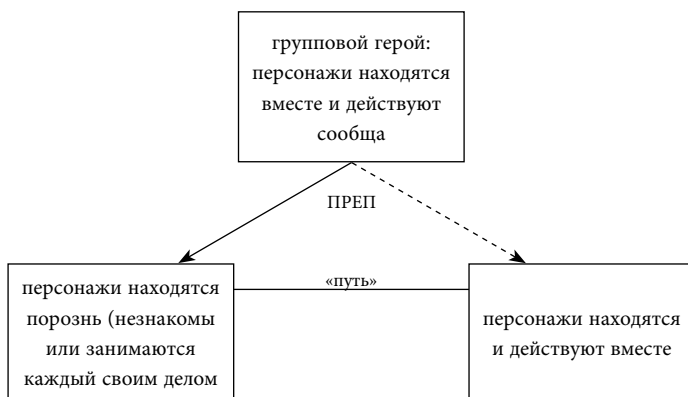 групповой герой:
персонажи находятся
вместе и действуют
сообща
ПРЕП
персонажи находятся
порознь (незнакомы
или занимаются
каждый своим делом
«путь»
персонажи находятся
и действуют вместе